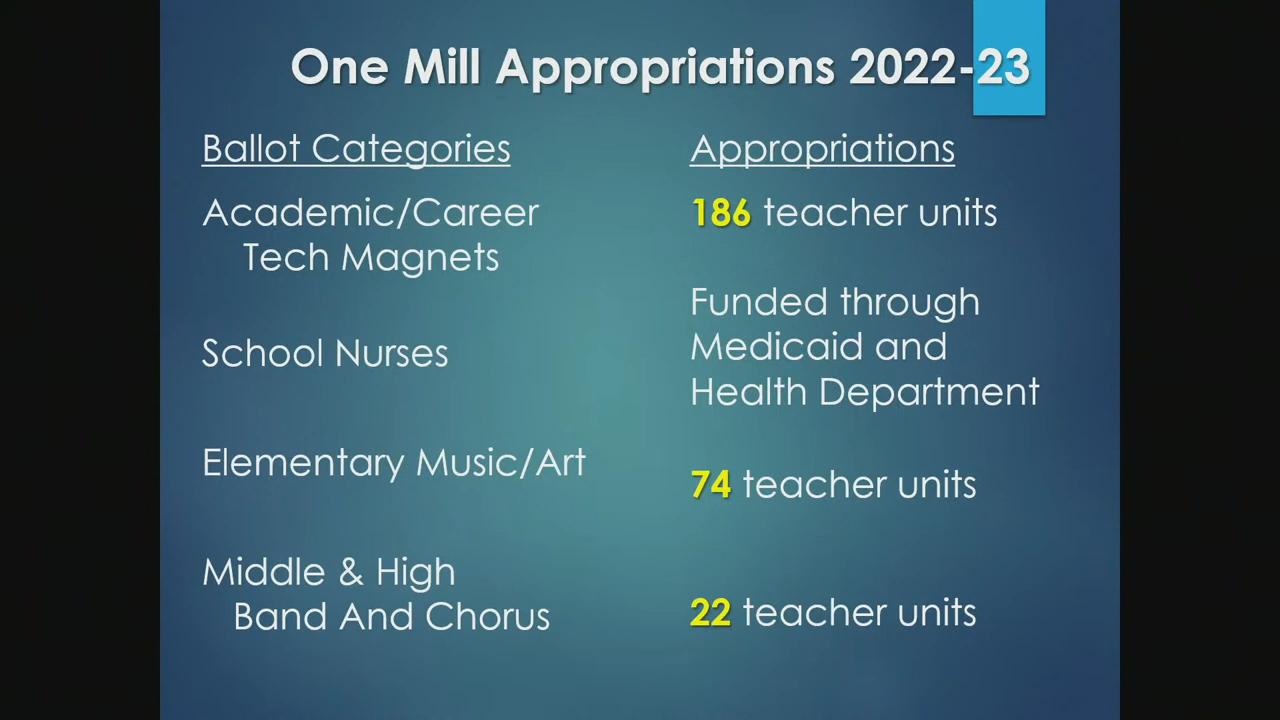 One Mill Appropriations 2022-23
Ballot Categories
Appropriations
Academic/Career
Tech Magnets
186 teacher units
School Nurses
Funded through
Medicaid and
Health Department
Elementary Music/Art
74 teacher units
Middle & High
Band And Chorus
22 teacher units